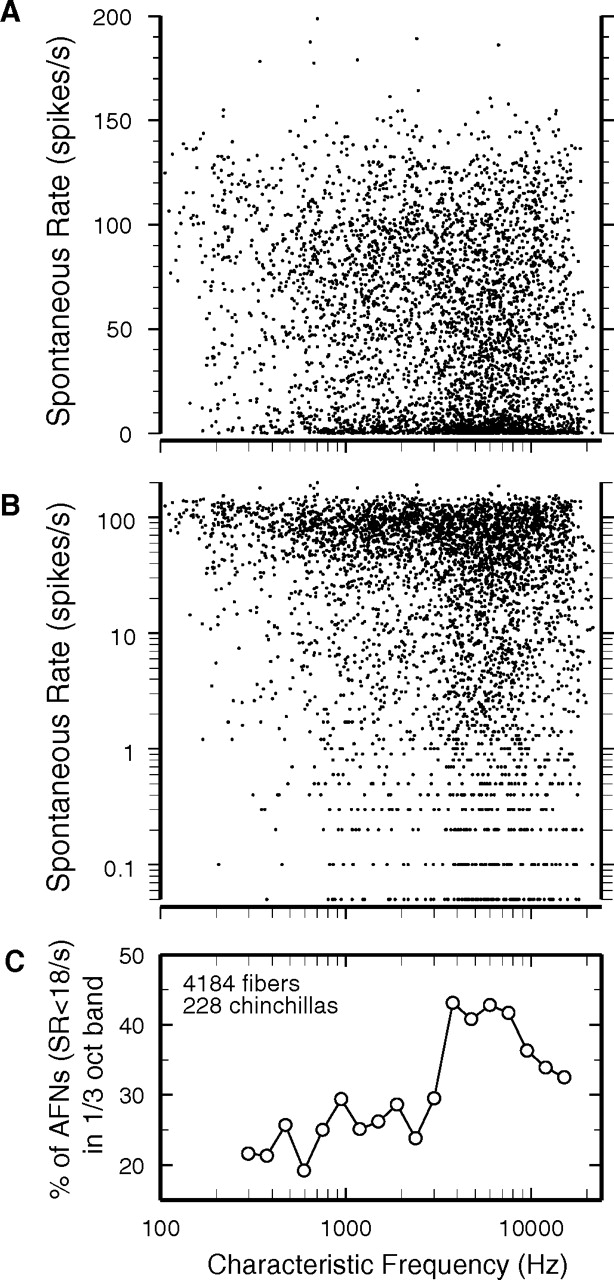 A
Spontaneous Rate (spikes/s)
200
150
100
50
0
B
Spontaneous Rate (spikes/s)
100
10
1
0.1
C
% of AFNs (SR<18/s)
in 1/3 oct band
50
40
30
20
4184 fibers
228 chinchillas
100 1000 10000
Characteristic Frequency (Hz)